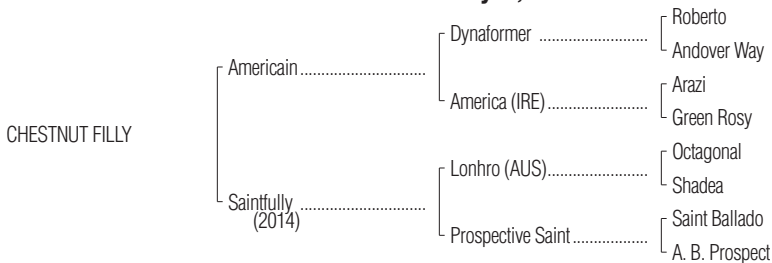 Roberto
Dynaformer ..................
Andover Way
Americain ..............................
Arazi
America (IRE)....................
Green Rosy
CHESTNUT FILLY
Octagonal
Lonhro (AUS)....................
Shadea
Saintfully ..............................
(2014)
Saint Ballado
Prospective Saint..................
A. B. Prospect